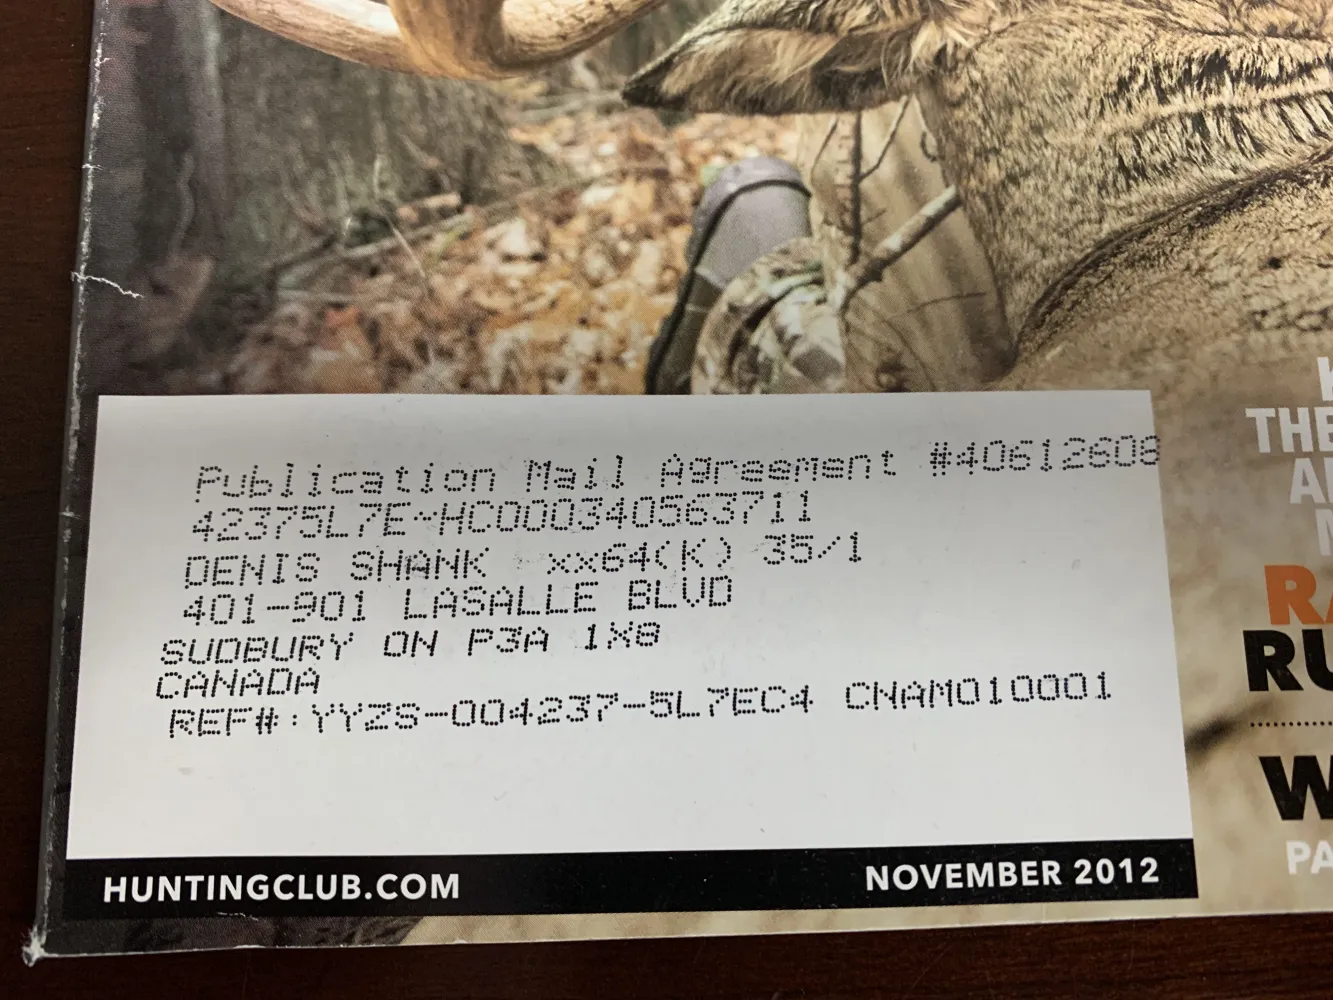 Publication Mail Agreement #40612608
42375L7E~HC000340563711
DENIS SHANK xx64(K) 35/1
401-901 LASALLE BLVD
SUDBURY ON P3A 1X8
CANADA
REF#:YYZS-004237-5L7EC4 CNAM010001
HUNTINGCLUB.COM
NOVEMBER 2012
THE